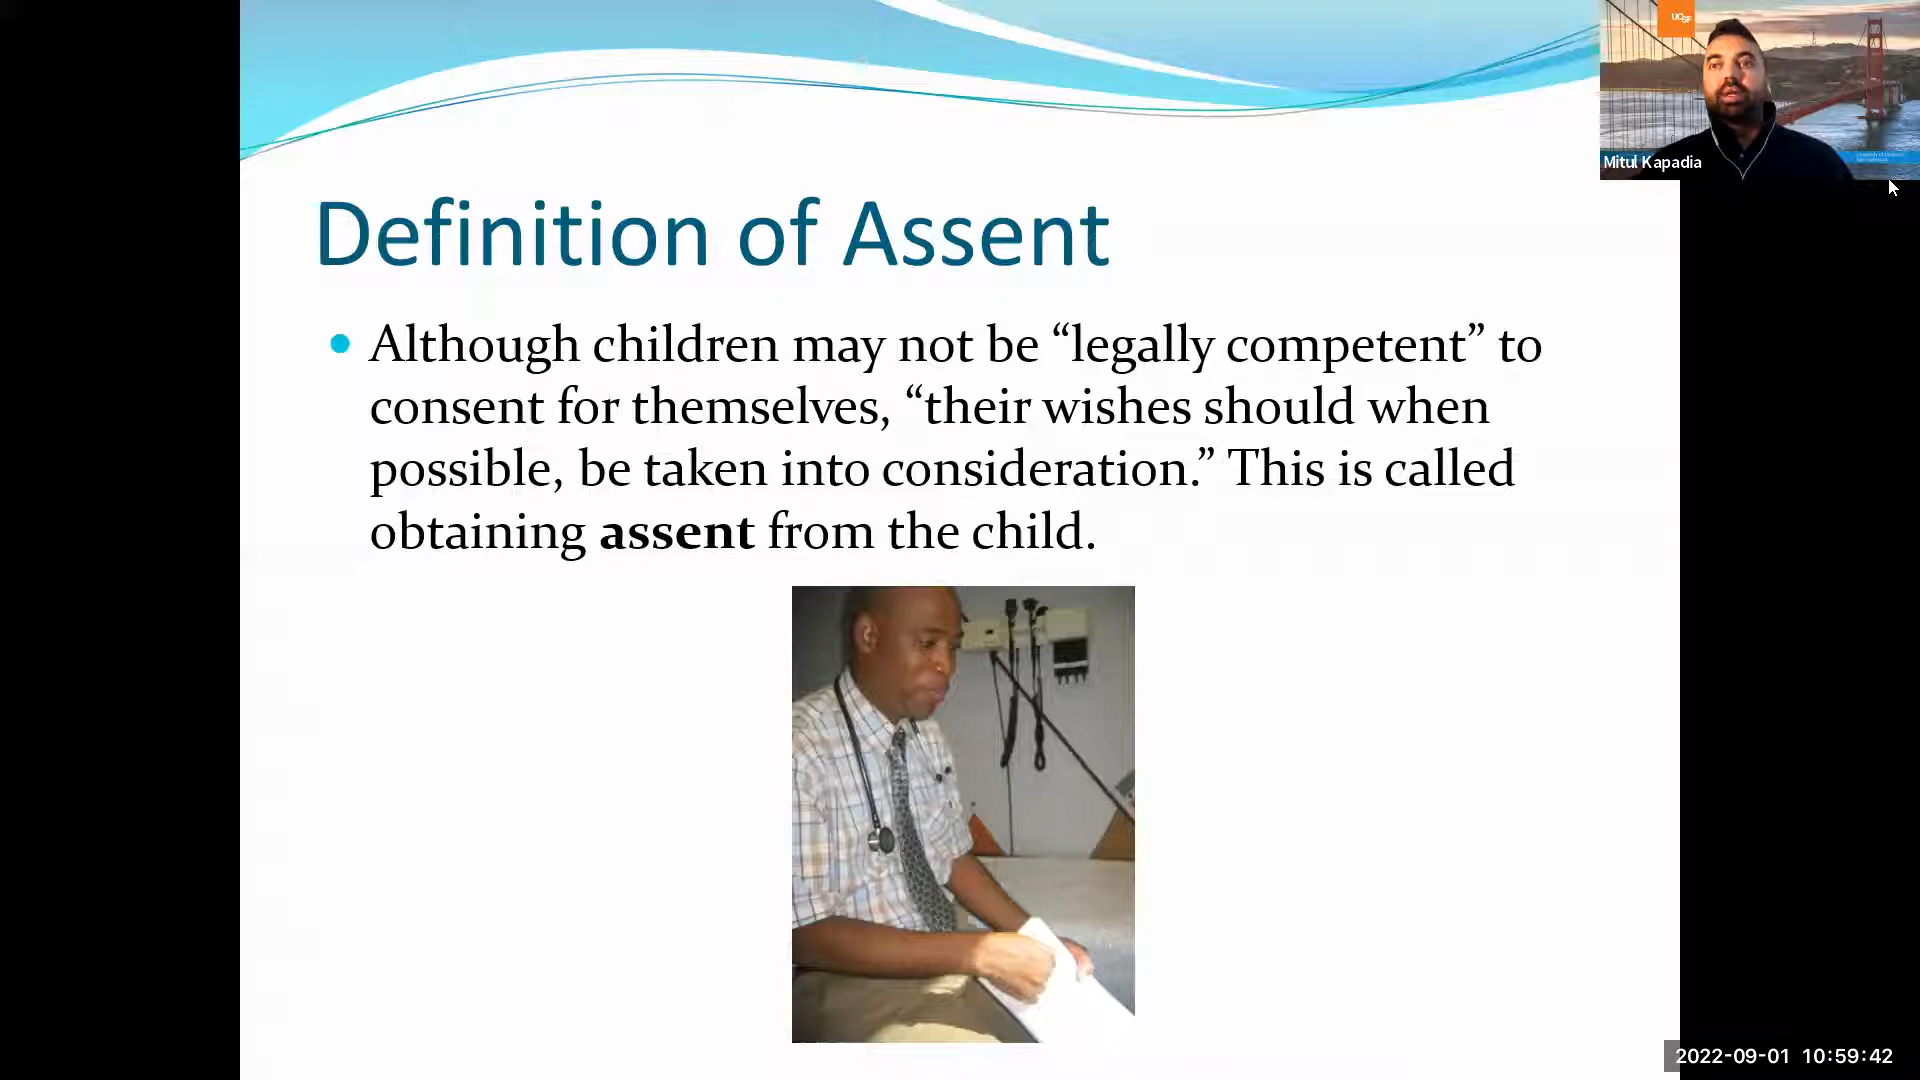 UCSF
Mitul Kapadia
Definition of Assent
Although children may not be “legally competent” to
consent for themselves, “their wishes should when
possible, be taken into consideration.” This is called
obtaining assent from the child.
2022-09-01 10:59:42